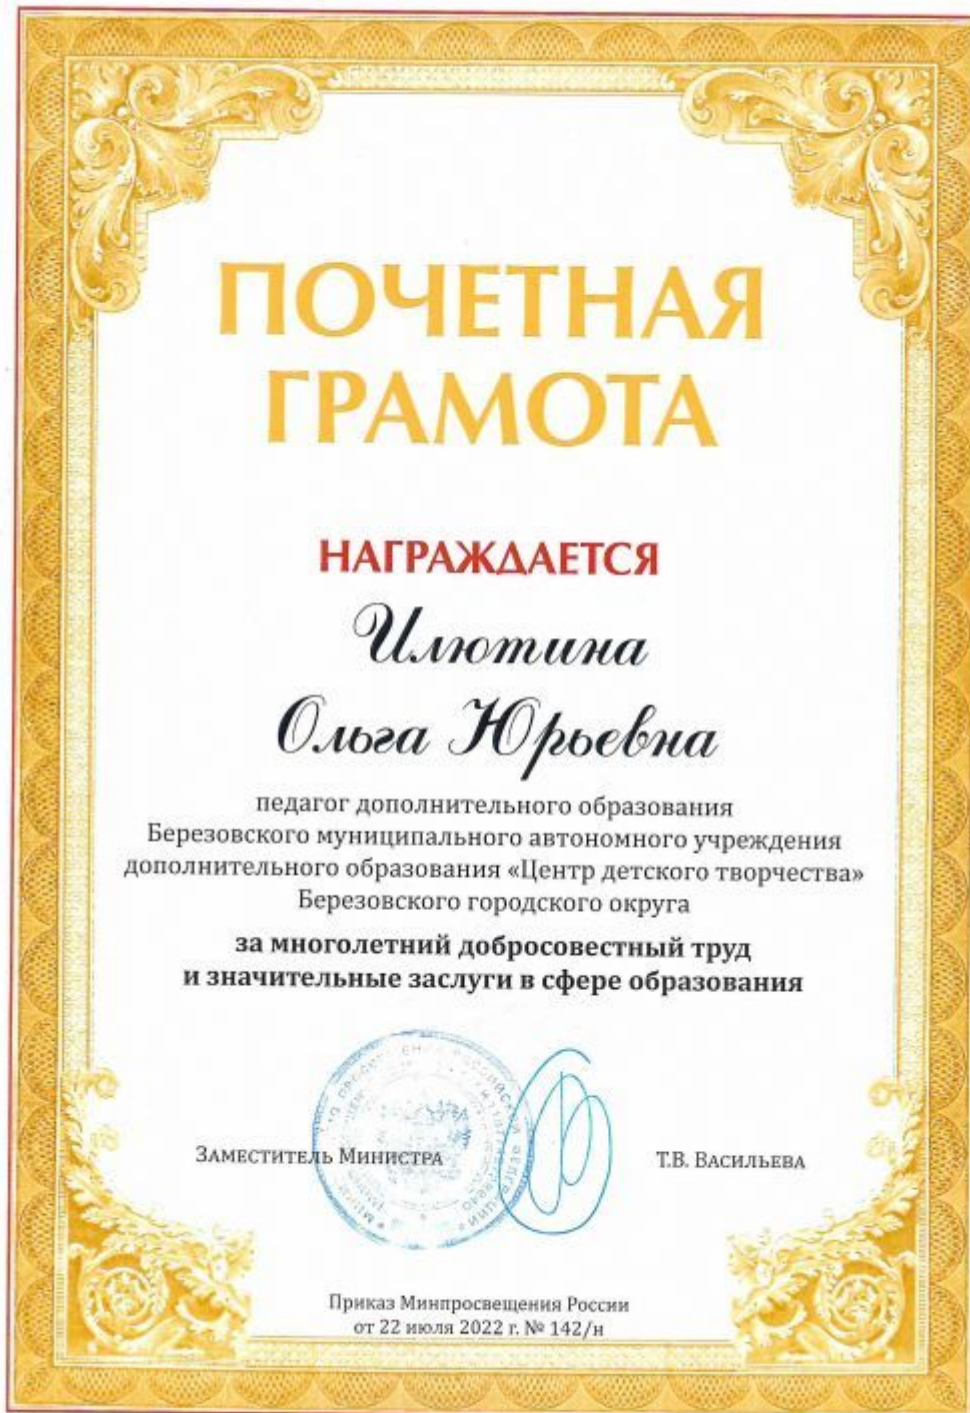 ПОЧЕТНАЯ
ГРАМОТА
НАГРАЖДАЕТСЯ
Илютина
Ольга Юрьевна
педагог дополнительного образования
Березовского муниципального автономного учреждения
дополнительного образования «Центр детского творчества»
Березовского городского округа
за многолетний добросовестный труд
и значительные заслуги в сфере образования
Заместитель Министра
Т.В. Васильева
Приказ Минпросвещения России
от 22 июля 2022 г. № 142/н